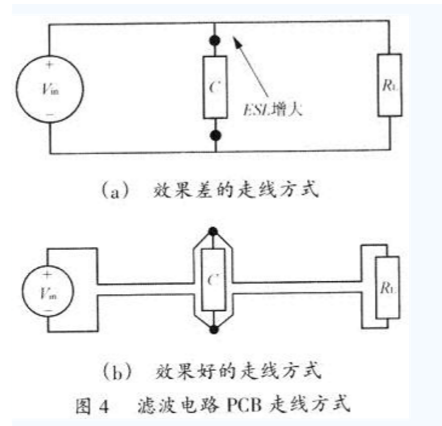 +
Vin
−
C
ESL增大
RL
(a) 效果差的走线方式
+
Vin
−
C
RL
(b) 效果好的走线方式
图 4 滤波电路 PCB 走线方式